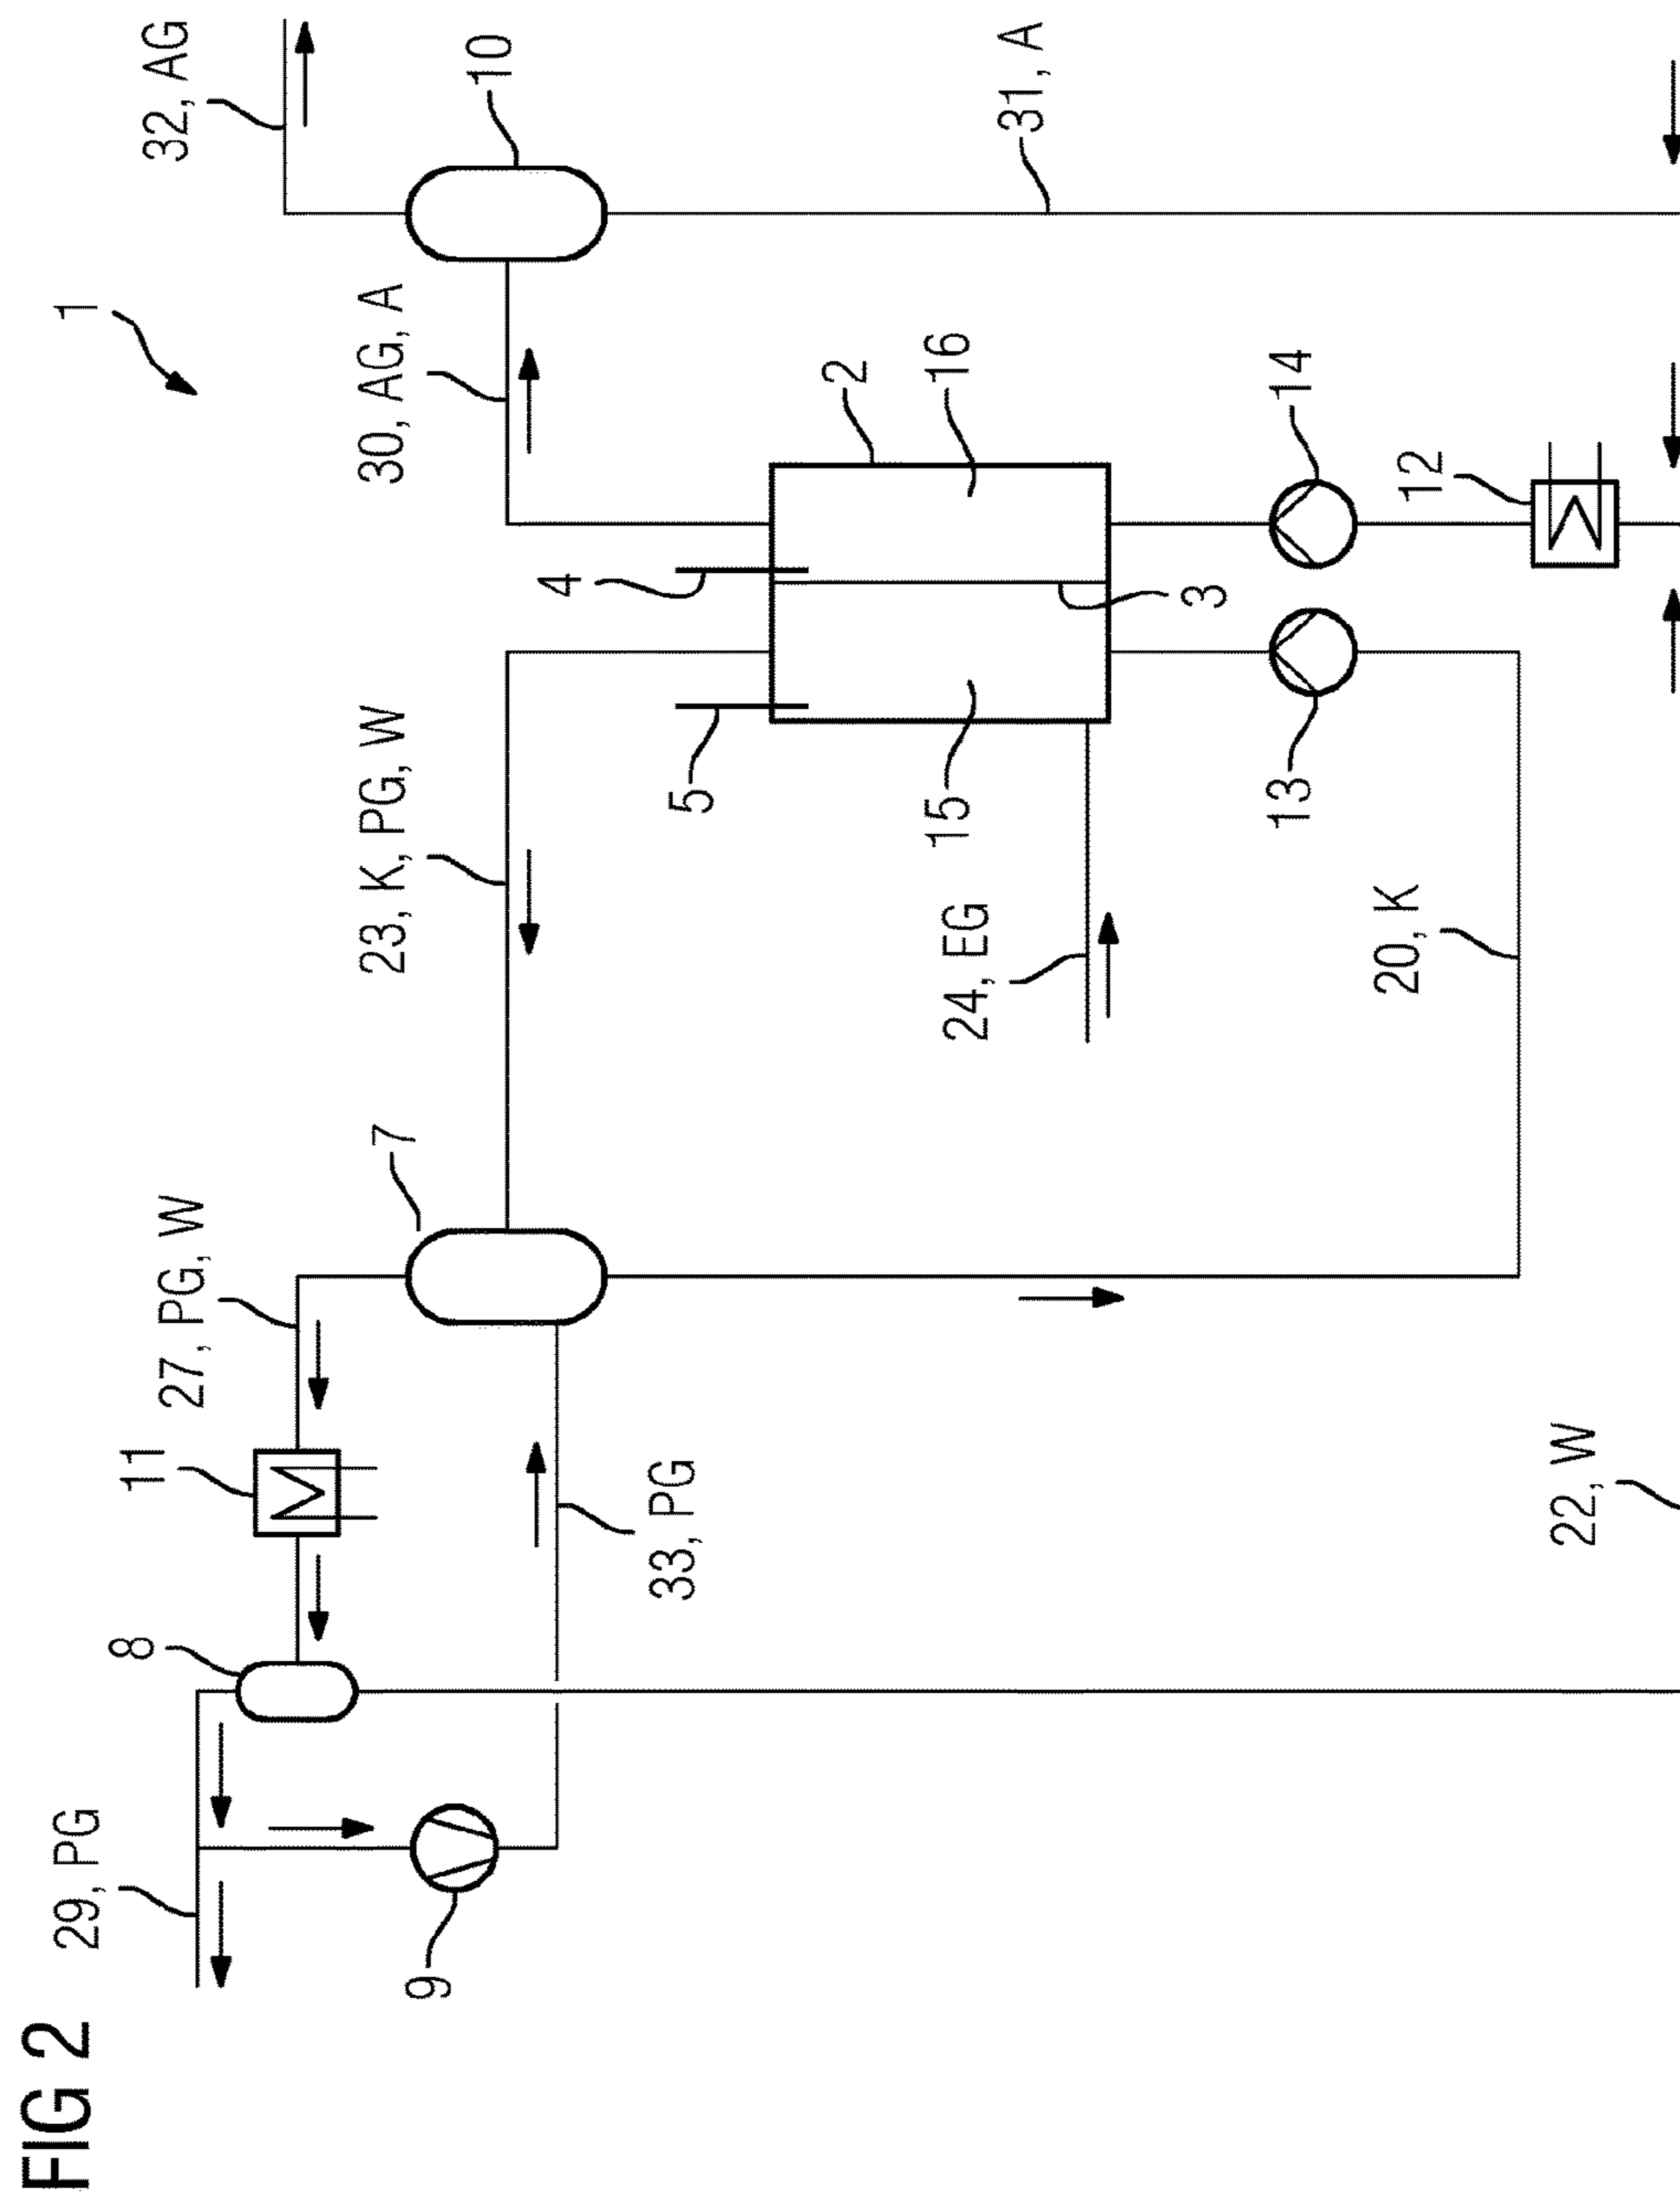 FIG 2
29, PG
8
11
27, PG, W
7
1
32, AG
10
9
33, PG
23, K, PG, W
30, AG, A
5
4
2
16
15
24, EG
31, A
13
14
3
20, K
12
22, W